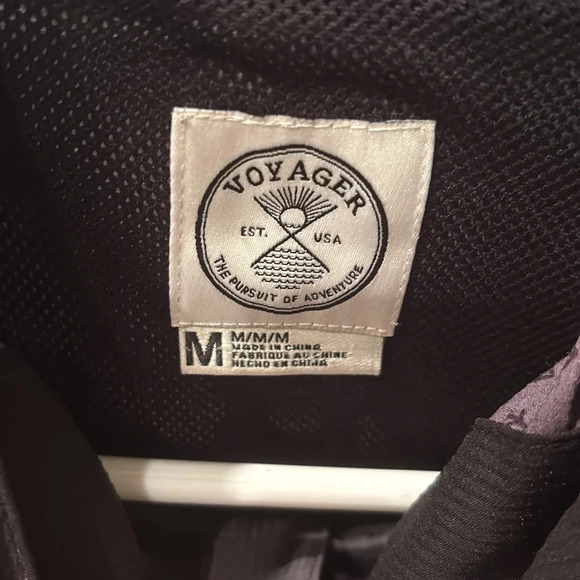 VOYAGER
EST. USA
THE PURSUIT OF ADVENTURE
M M/M/M
MADE IN CHINA
FABRIQUE AU CHINE
HECHO EN CHINA